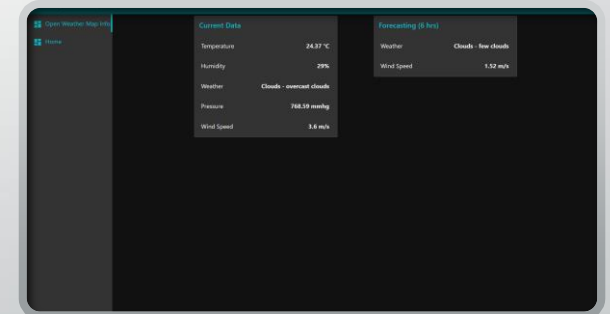 Open Weather Map Info
Home
Current Data
Temperature 24.37 °C
Humidity 29%
Weather Clouds - overcast clouds
Pressure 768.59 mmhg
Wind Speed 3.6 m/s
Forecasting (6 hrs)
Weather Clouds - few clouds
Wind Speed 1.52 m/s